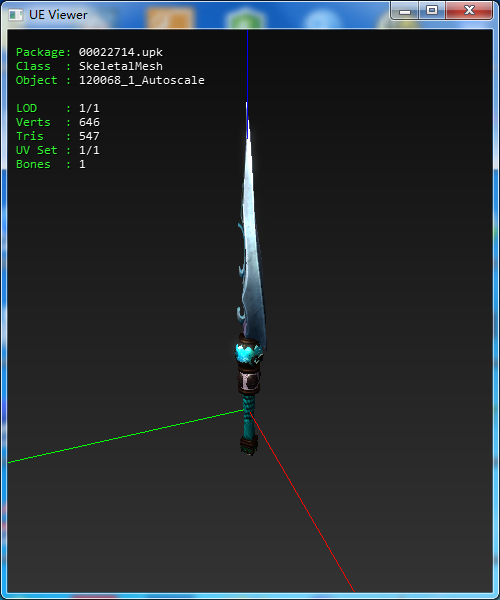 UE Viewer
Package: 00022714.upk
Class : SkeletalMesh
Object : 120068_1_Autoscale
LOD : 1/1
Verts : 646
Tris : 547
UV Set : 1/1
Bones : 1